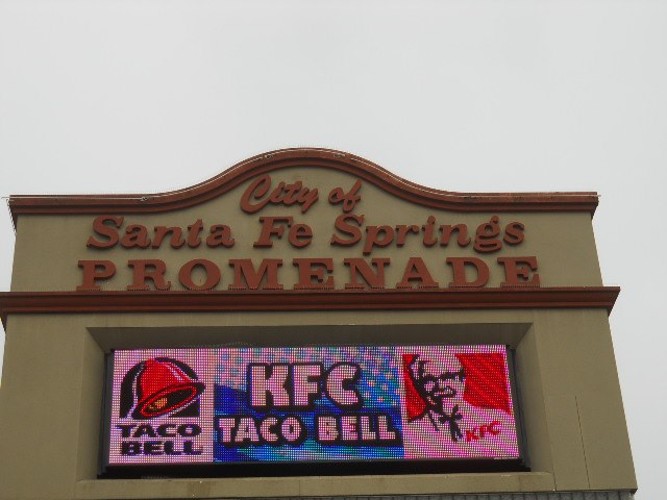 City of
Santa Fe Springs
PROMENADE
TACO
BELL
KFC
TACO BELL
KFC